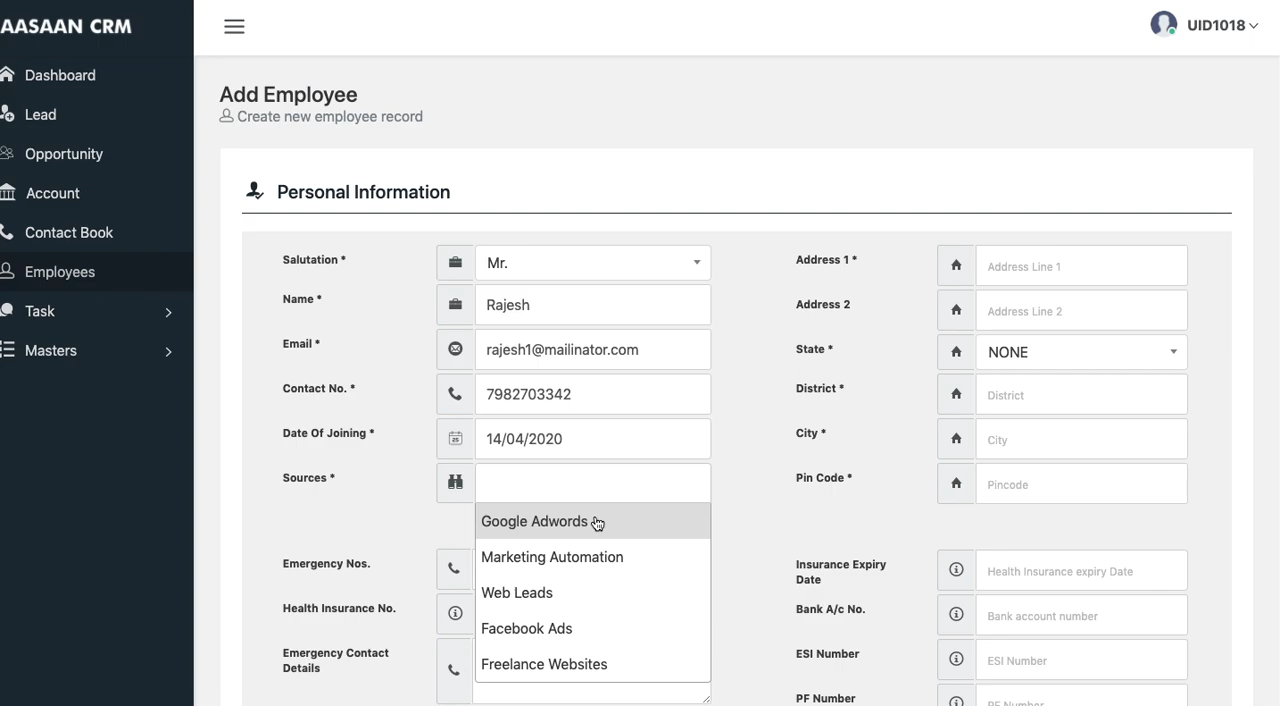 AASAAN CRM
UID1018
Dashboard
Lead
Opportunity
Account
Contact Book
Employees
Task
Masters
Add Employee
Create new employee record
Personal Information
Salutation *
Mr.
Name *
Rajesh
Email *
rajesh1@mailinator.com
Contact No. *
7982703342
Date Of Joining *
25
14/04/2020
Sources *
Google Adwords
Marketing Automation
Web Leads
Facebook Ads
Freelance Websites
Emergency Nos.
Health Insurance No.
Emergency Contact
Details
Address 1 *
Address Line 1
Address 2
Address Line 2
State *
NONE
District *
District
City *
City
Pin Code *
Pincode
Insurance Expiry
Date
Health Insurance expiry Date
Bank A/c No.
Bank account number
ESI Number
ESI Number
PF Number
PF Number